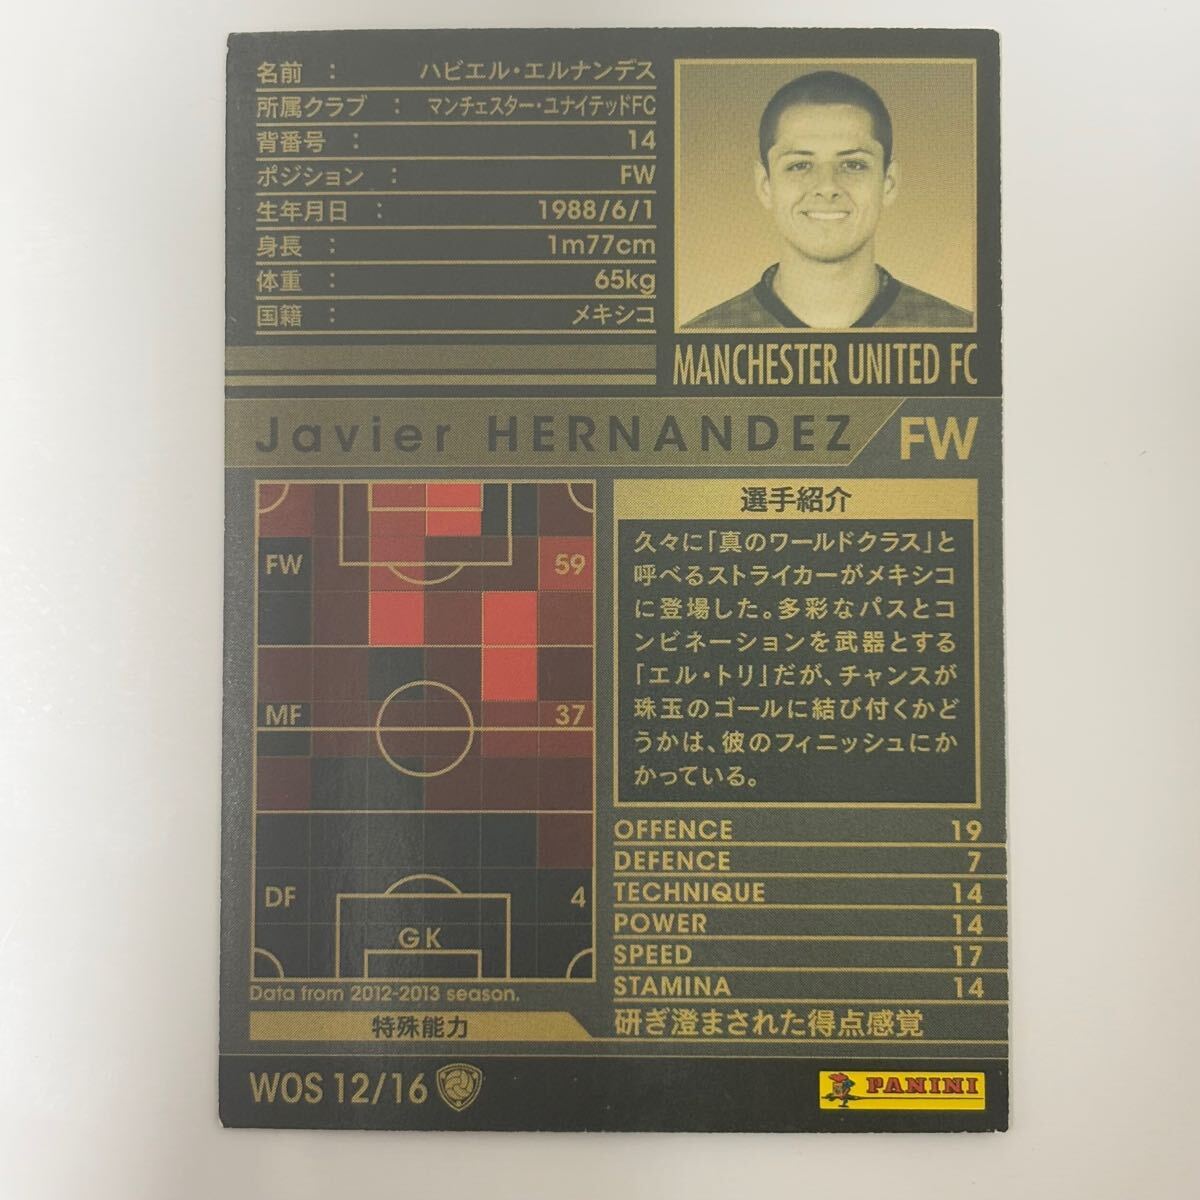 名前 : ハビエル・エルナンデス
所属クラブ : マンチェスター・ユナイテッドFC
背番号 : 14
ポジション : FW
生年月日 : 1988/6/1
身長 : 1m77cm
体重 : 65kg
国籍 : メキシコ
MANCHESTER UNITED FC
Javier HERNANDEZ FW
FW 59
MF 37
DF 4
GK
Data from 2012-2013 season.
選手紹介
久々に「真のワールドクラス」と
呼べるストライカーがメキシコ
に登場した。多彩なパスとコ
ンビネーションを武器とする
「エル・トリ」だが、チャンスが
珠玉のゴールに結び付くかど
うかは、彼のフィニッシュにか
かっている。
OFFENCE 19
DEFENCE 7
TECHNIQUE 14
POWER 14
SPEED 17
STAMINA 14
特殊能力 研ぎ澄まされた得点感覚
WOS 12/16
PANINI